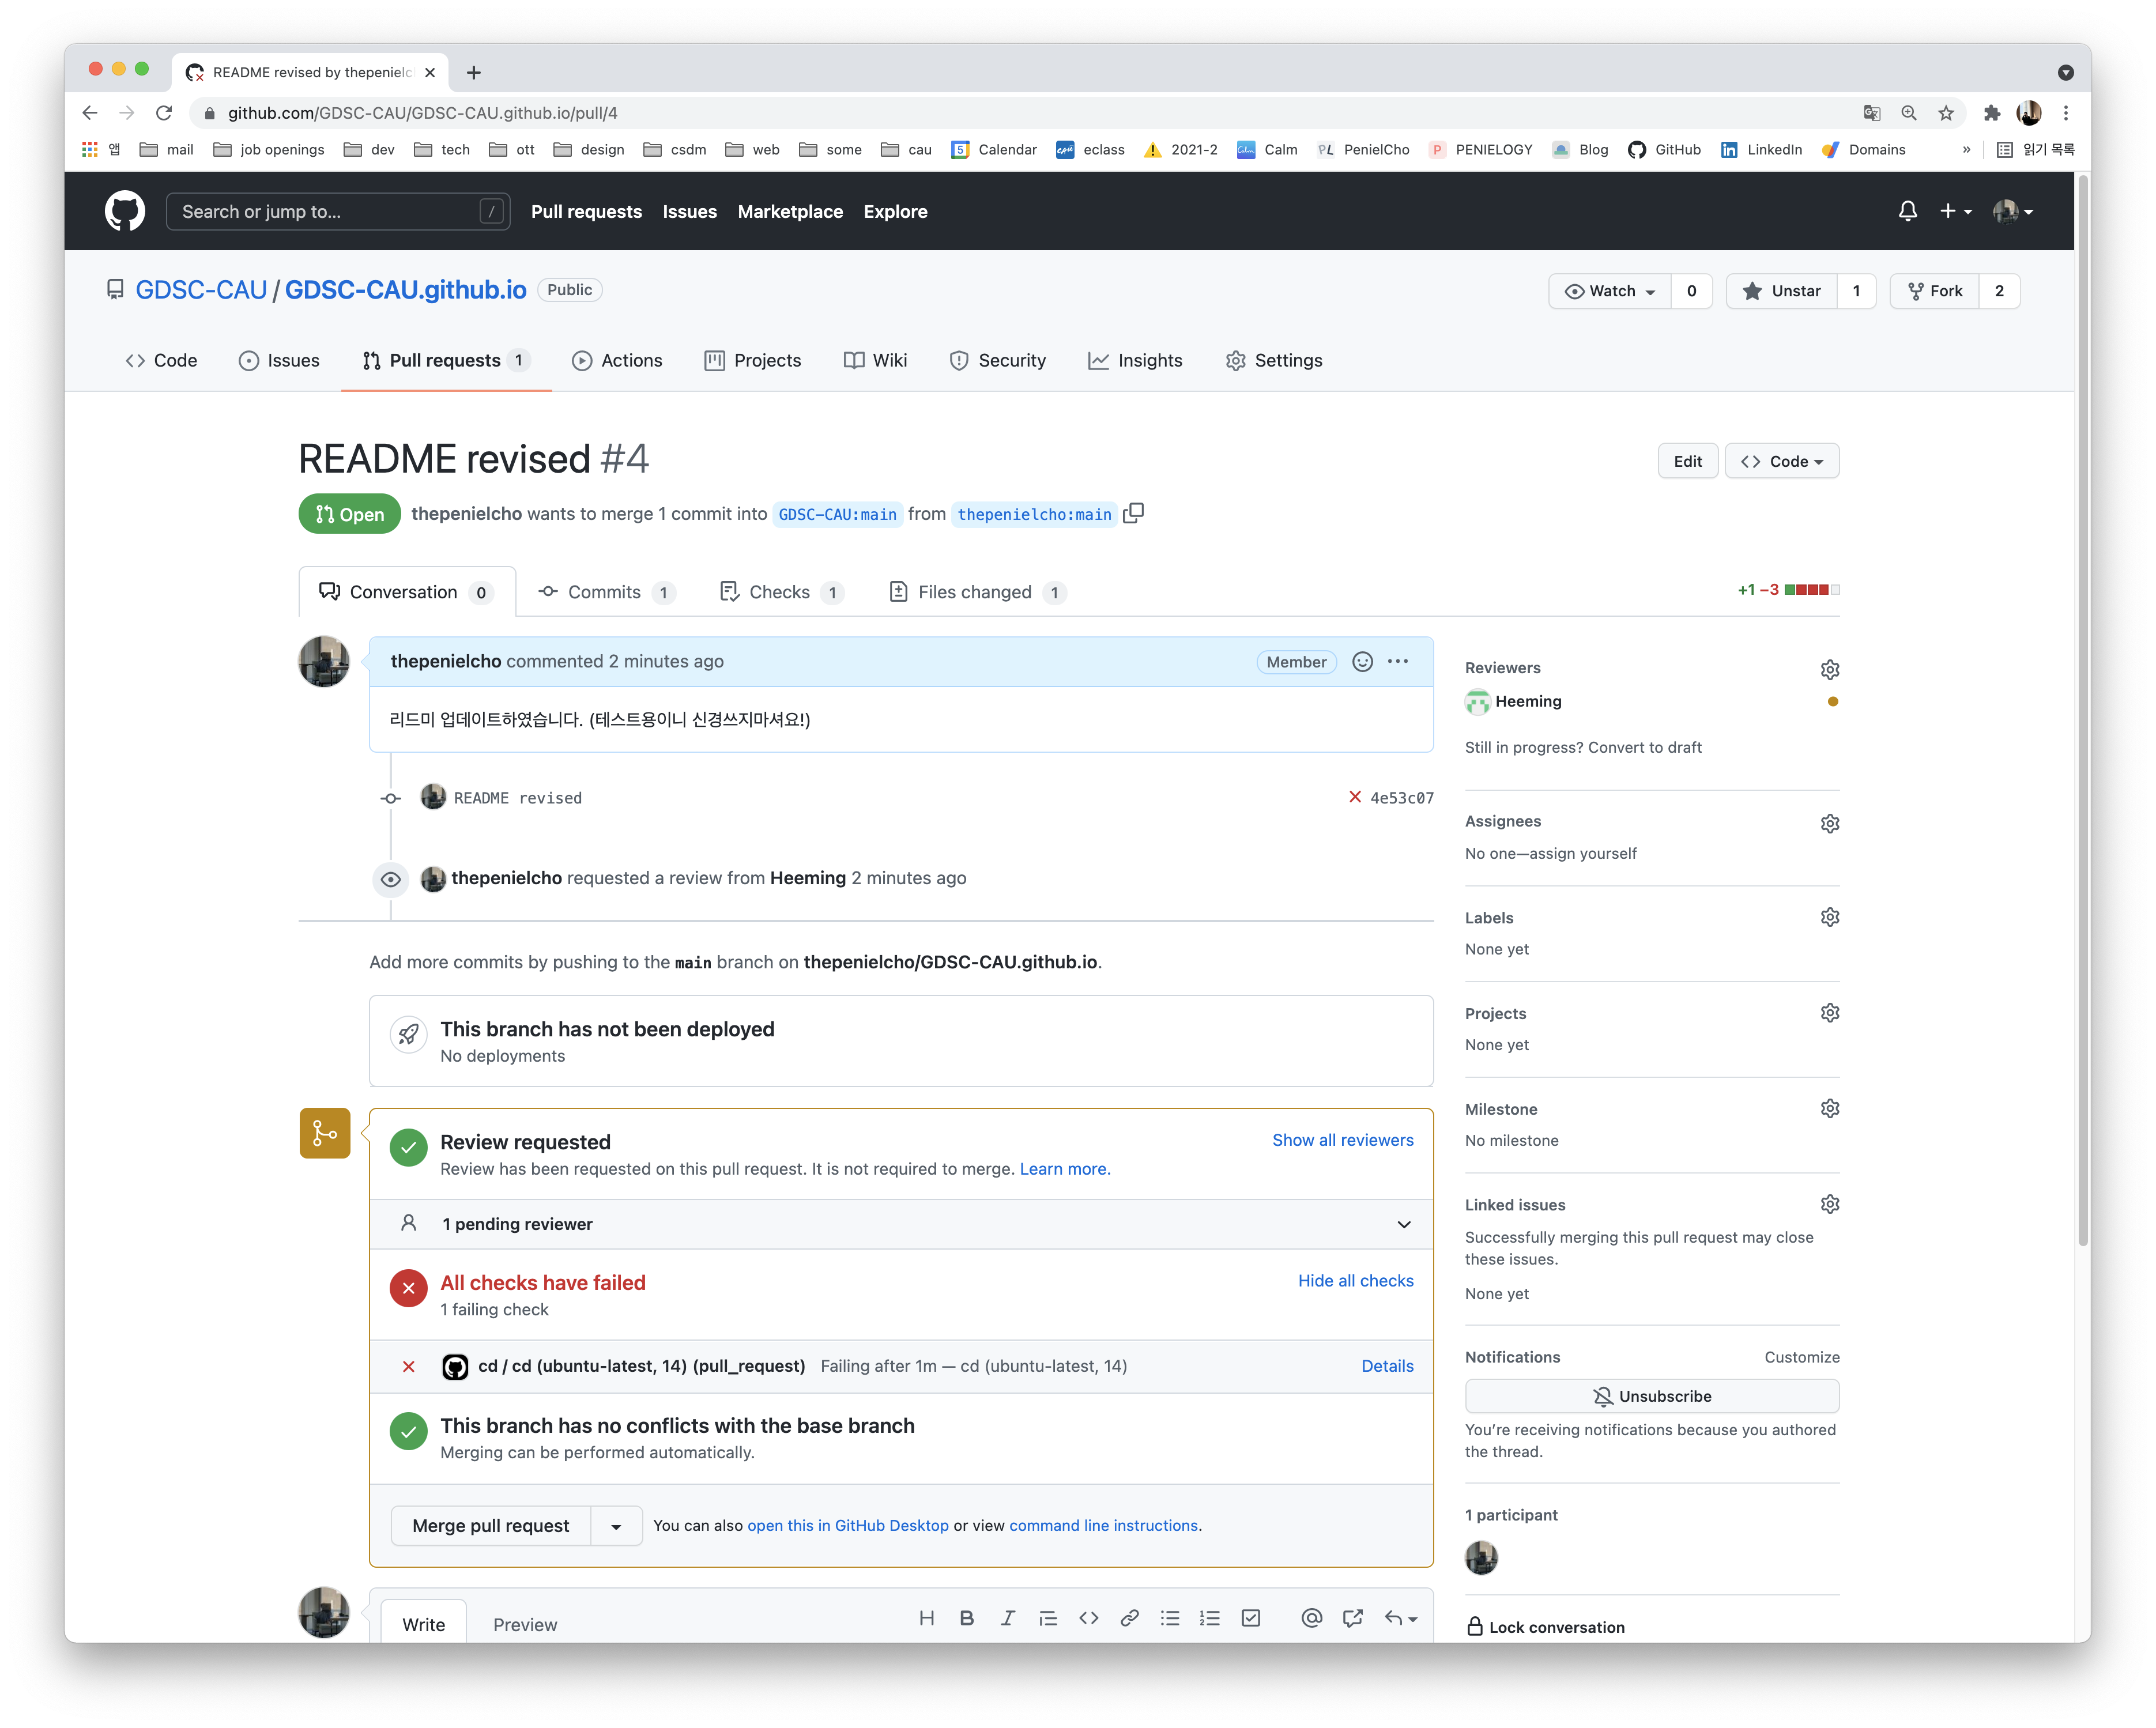 README revised by thepenielc
github.com/GDSC-CAU/GDSC-CAU.github.io/pull/4
앱 mail job openings dev tech ott design csdm web some cau 5 Calendar eclass 2021-2 Calm PL PenielCho P PENIELOGY Blog GitHub in LinkedIn Domains » 읽기 목록
Search or jump to... / Pull requests Issues Marketplace Explore
GDSC-CAU / GDSC-CAU.github.io Public Watch 0 Unstar 1 Fork 2
Code Issues Pull requests 1 Actions Projects Wiki Security Insights Settings
README revised #4 Edit Code
Open thepenielcho wants to merge 1 commit into GDSC-CAU:main from thepenielcho:main
Conversation 0 Commits 1 Checks 1 Files changed 1 +1 −3
thepenielcho commented 2 minutes ago Member
리드미 업데이트하였습니다. (테스트용이니 신경쓰지마셔요!)
README revised 4e53c07
thepenielcho requested a review from Heeming 2 minutes ago
Add more commits by pushing to the main branch on thepenielcho/GDSC-CAU.github.io.
This branch has not been deployed
No deployments
Review requested Show all reviewers
Review has been requested on this pull request. It is not required to merge. Learn more.
1 pending reviewer
All checks have failed Hide all checks
1 failing check
cd / cd (ubuntu-latest, 14) (pull_request) Failing after 1m — cd (ubuntu-latest, 14) Details
This branch has no conflicts with the base branch
Merging can be performed automatically.
Merge pull request You can also open this in GitHub Desktop or view command line instructions.
Write Preview H B I
Reviewers
Heeming
Still in progress? Convert to draft
Assignees
No one—assign yourself
Labels
None yet
Projects
None yet
Milestone
No milestone
Linked issues
Successfully merging this pull request may close
these issues.
None yet
Notifications Customize
Unsubscribe
You're receiving notifications because you authored
the thread.
1 participant
Lock conversation